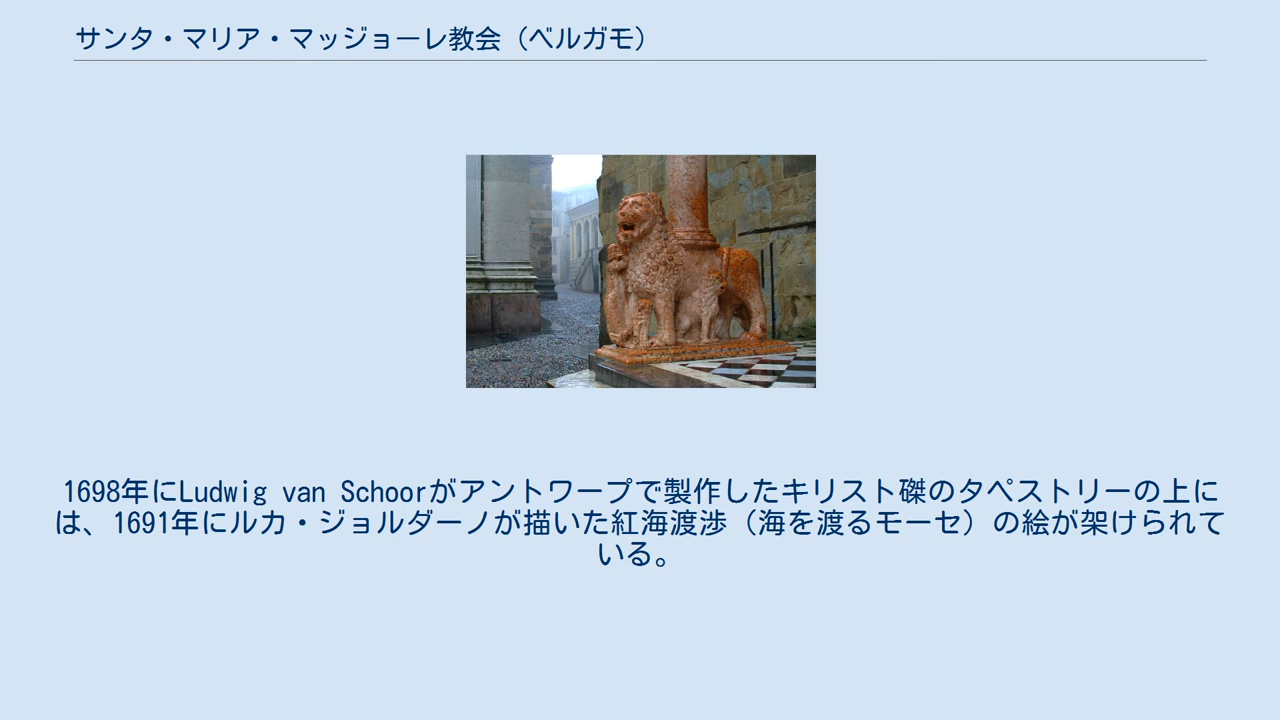 サンタ・マリア・マッジョーレ教会（ベルガモ）
1698年にLudwig van Schoorがアントワープで製作したキリスト磔のタペストリーの上に
は、1691年にルカ・ジョルダーノが描いた紅海渡渉（海を渡るモーセ）の絵が架けられて
いる。